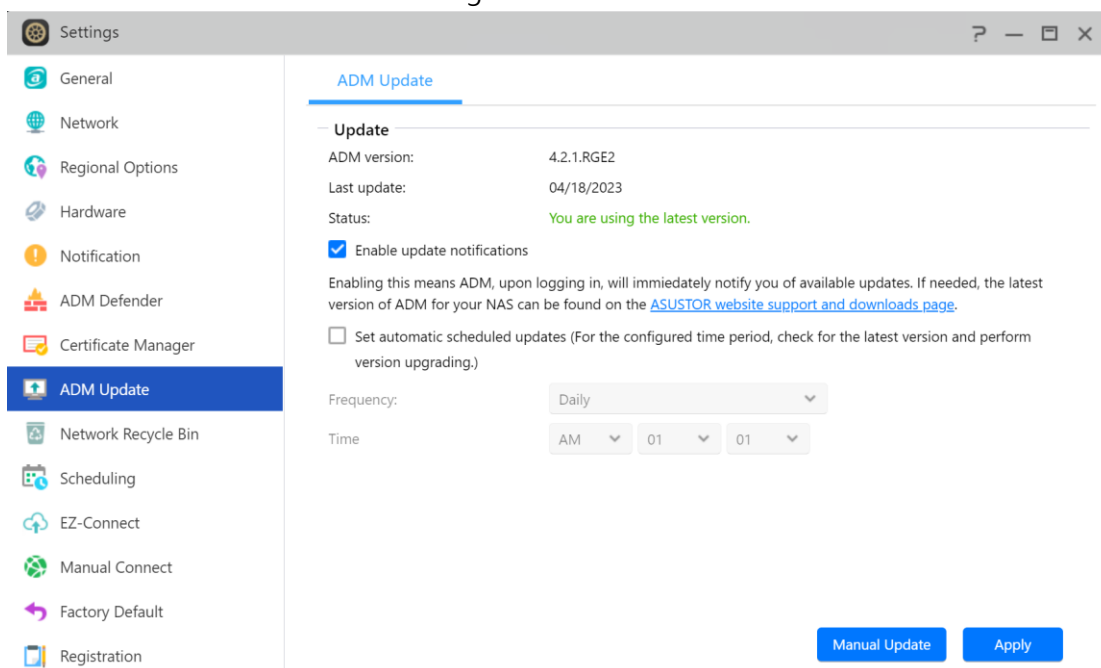 Settings
General
Network
Regional Options
Hardware
Notification
ADM Defender
Certificate Manager
ADM Update
Network Recycle Bin
Scheduling
EZ-Connect
Manual Connect
Factory Default
Registration
ADM Update
Update
ADM version: 4.2.1.RGE2
Last update: 04/18/2023
Status: You are using the latest version.
Enable update notifications
Enabling this means ADM, upon logging in, will immiedately notify you of available updates. If needed, the latest
version of ADM for your NAS can be found on the ASUSTOR website support and downloads page.
Set automatic scheduled updates (For the configured time period, check for the latest version and perform
version upgrading.)
Frequency: Daily
Time AM 01 01
Manual Update Apply